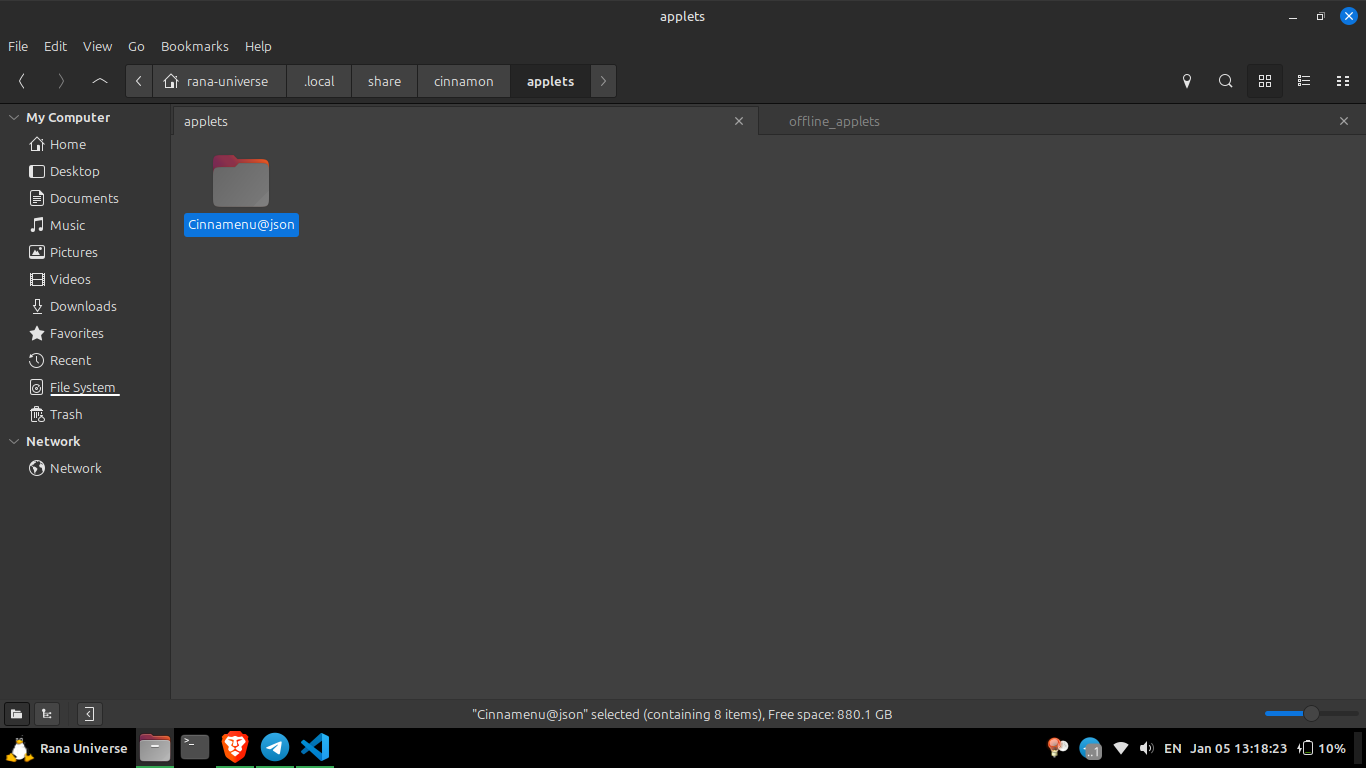 applets
File Edit View Go Bookmarks Help
rana-universe .local share cinnamon applets
My Computer
Home
Desktop
Documents
Music
Pictures
Videos
Downloads
Favorites
Recent
File System
Trash
Network
Network
applets offline_applets
Cinnamenu@json
"Cinnamenu@json" selected (containing 8 items), Free space: 880.1 GB
Rana Universe >_ ..1 EN Jan 05 13:18:23 10%